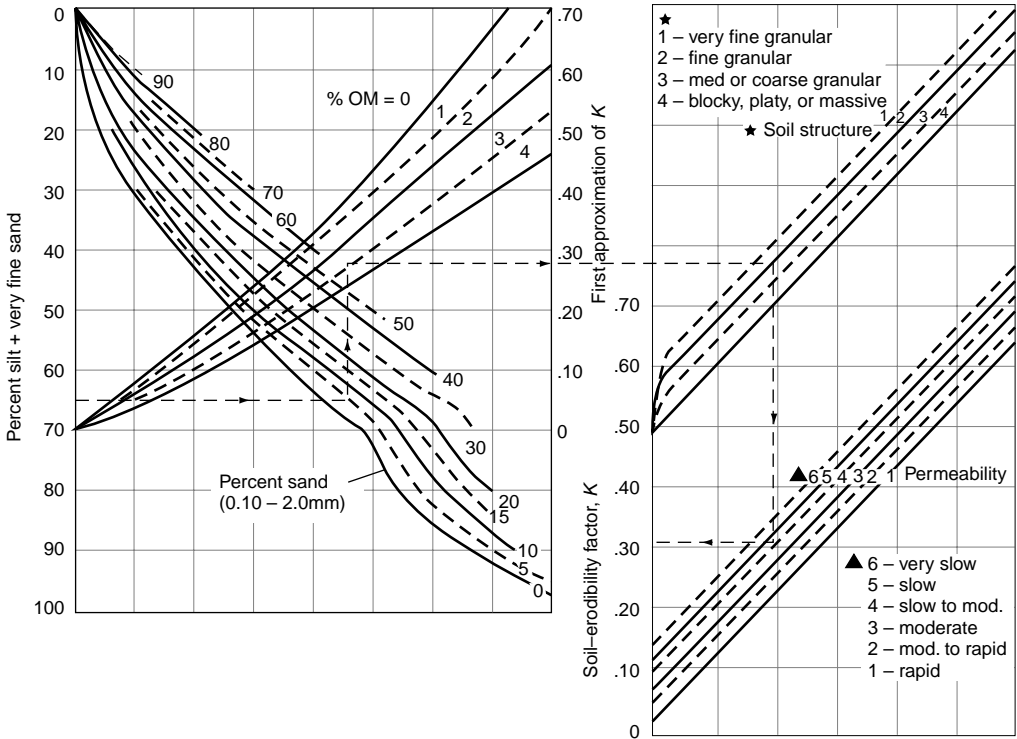 0
10
20
30
40
50
60
70
80
90
100
Percent silt + very fine sand
90
80
70
60
50
40
30
20
15
10
5
0
% OM = 0
1
2
3
4
Percent sand
(0.10 – 2.0mm)
.70
.60
.50
.40
.30
.20
.10
0
First approximation of K
★
1 – very fine granular
2 – fine granular
3 – med or coarse granular
4 – blocky, platy, or massive
★ Soil structure
1 2 3 4
.70
.60
.50
.40
.30
.20
.10
0
Soil–erodibility factor, K
▲ 6 5 4 3 2 1 Permeability
▲ 6 – very slow
5 – slow
4 – slow to mod.
3 – moderate
2 – mod. to rapid
1 – rapid